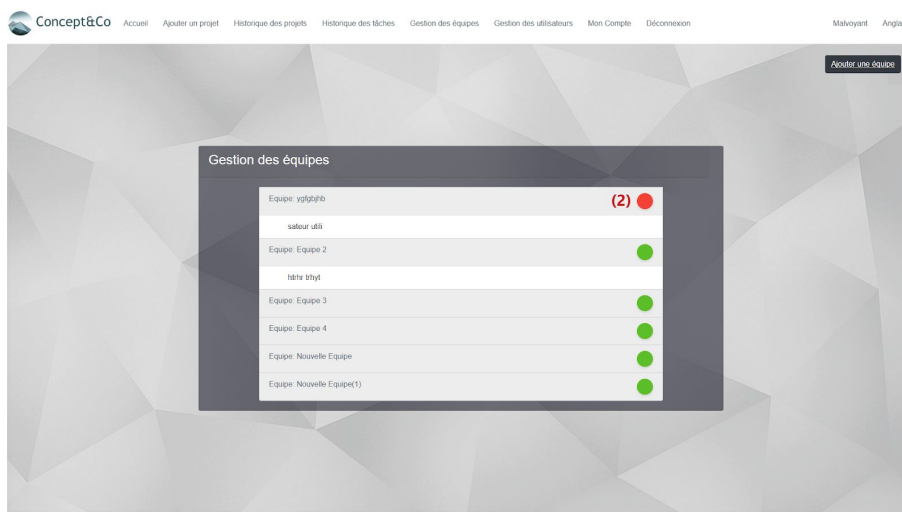 Concept&Co Accueil Ajouter un projet Historique des projets Historique des tâches Gestion des équipes Gestion des utilisateurs Mon Compte Déconnexion Malvoyant Angla
Ajouter une équipe
Gestion des équipes
Equipe: ygfgbjhb (2)
sateur utili
Equipe: Equipe 2
htrhr trhyt
Equipe: Equipe 3
Equipe: Equipe 4
Equipe: Nouvelle Equipe
Equipe: Nouvelle Equipe(1)